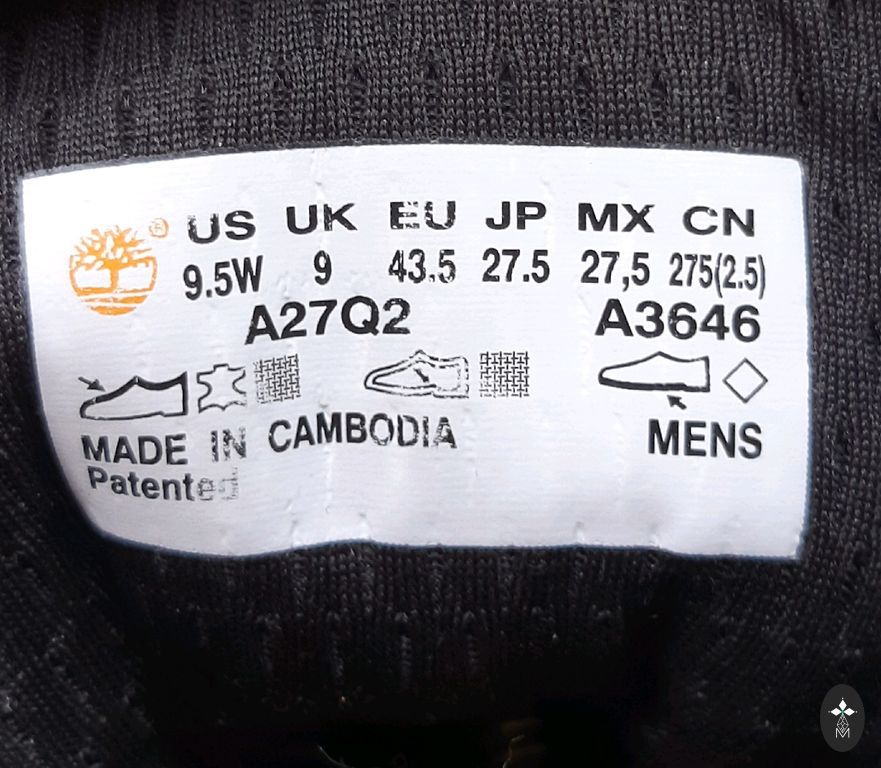 US UK EU JP MX CN
9.5W 9 43.5 27.5 27,5 275(2.5)
A27Q2 A3646
MADE IN CAMBODIA MENS
Patented